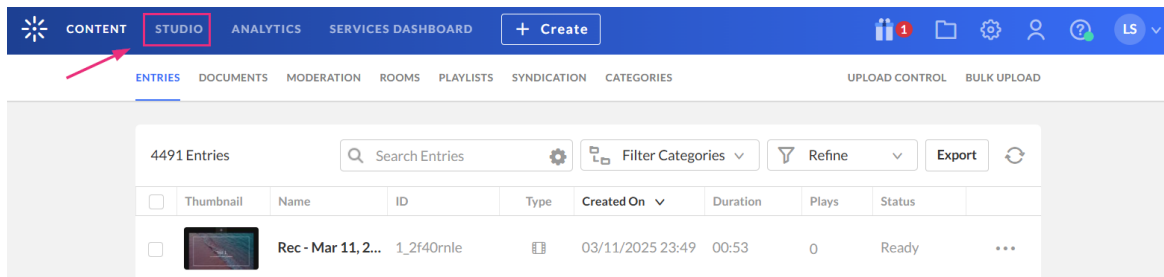 CONTENT STUDIO ANALYTICS SERVICES DASHBOARD + Create 1 LS
ENTRIES DOCUMENTS MODERATION ROOMS PLAYLISTS SYNDICATION CATEGORIES UPLOAD CONTROL BULK UPLOAD
4491 Entries Search Entries Filter Categories Refine Export
Thumbnail Name ID Type Created On Duration Plays Status
Rec - Mar 11, 2... 1_2f40rnle 03/11/2025 23:49 00:53 0 Ready